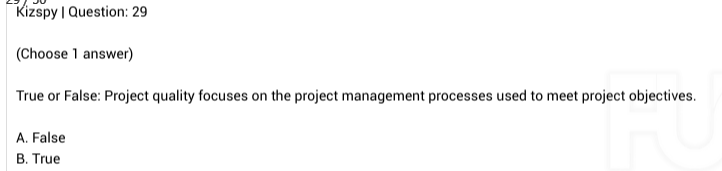 Kizspy | Question: 29
(Choose 1 answer)
True or False: Project quality focuses on the project management processes used to meet project objectives.
A. False
B. True